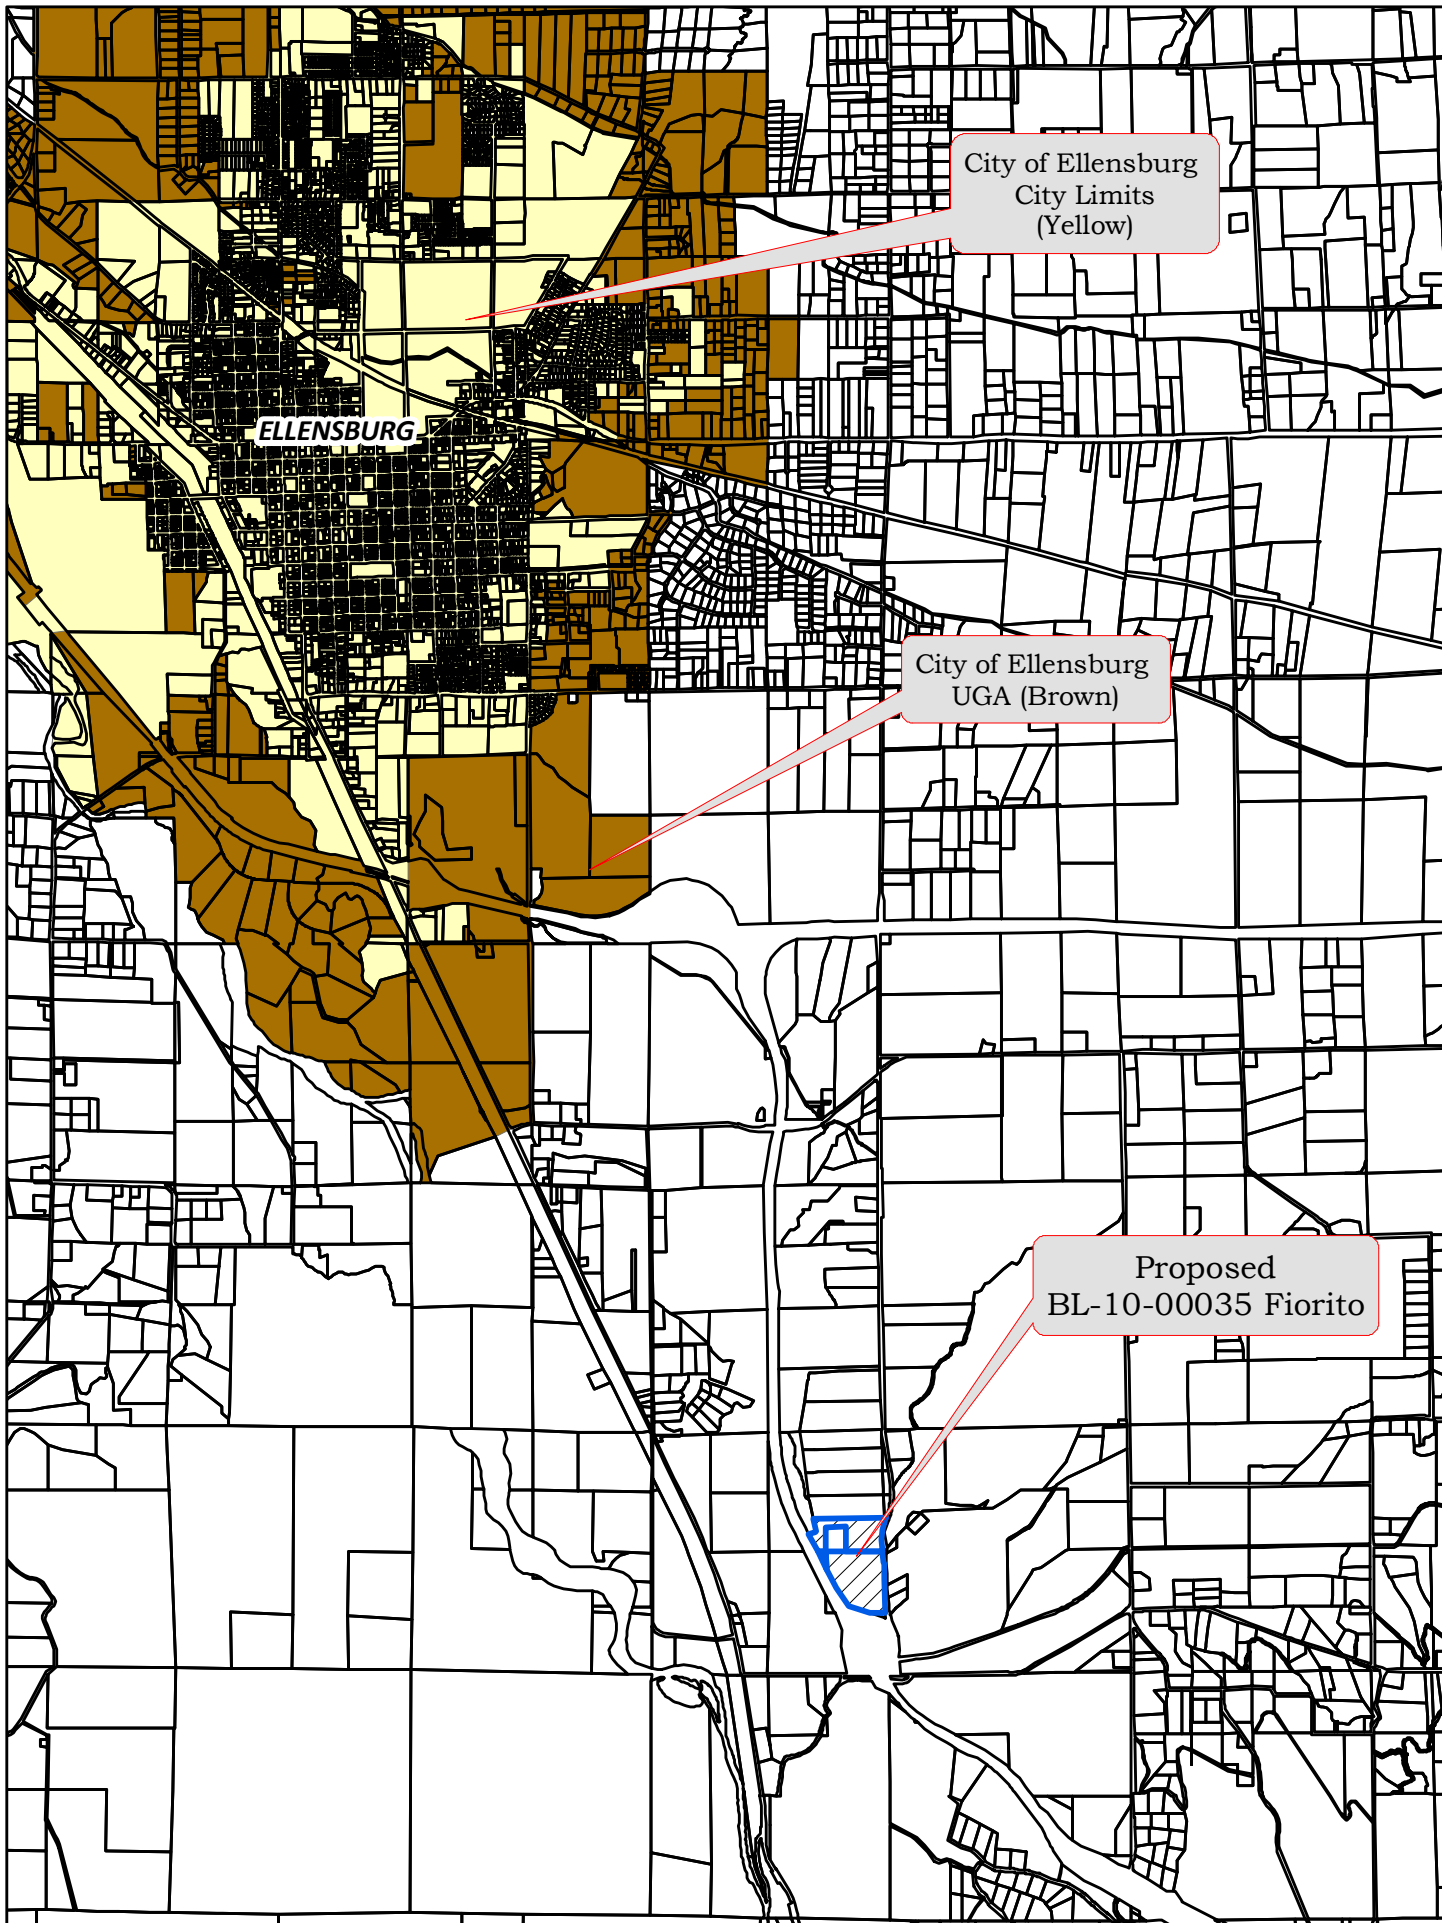 City of Ellensburg
City Limits
(Yellow)
ELLENSBURG
City of Ellensburg
UGA (Brown)
Proposed
BL-10-00035 Fiorito